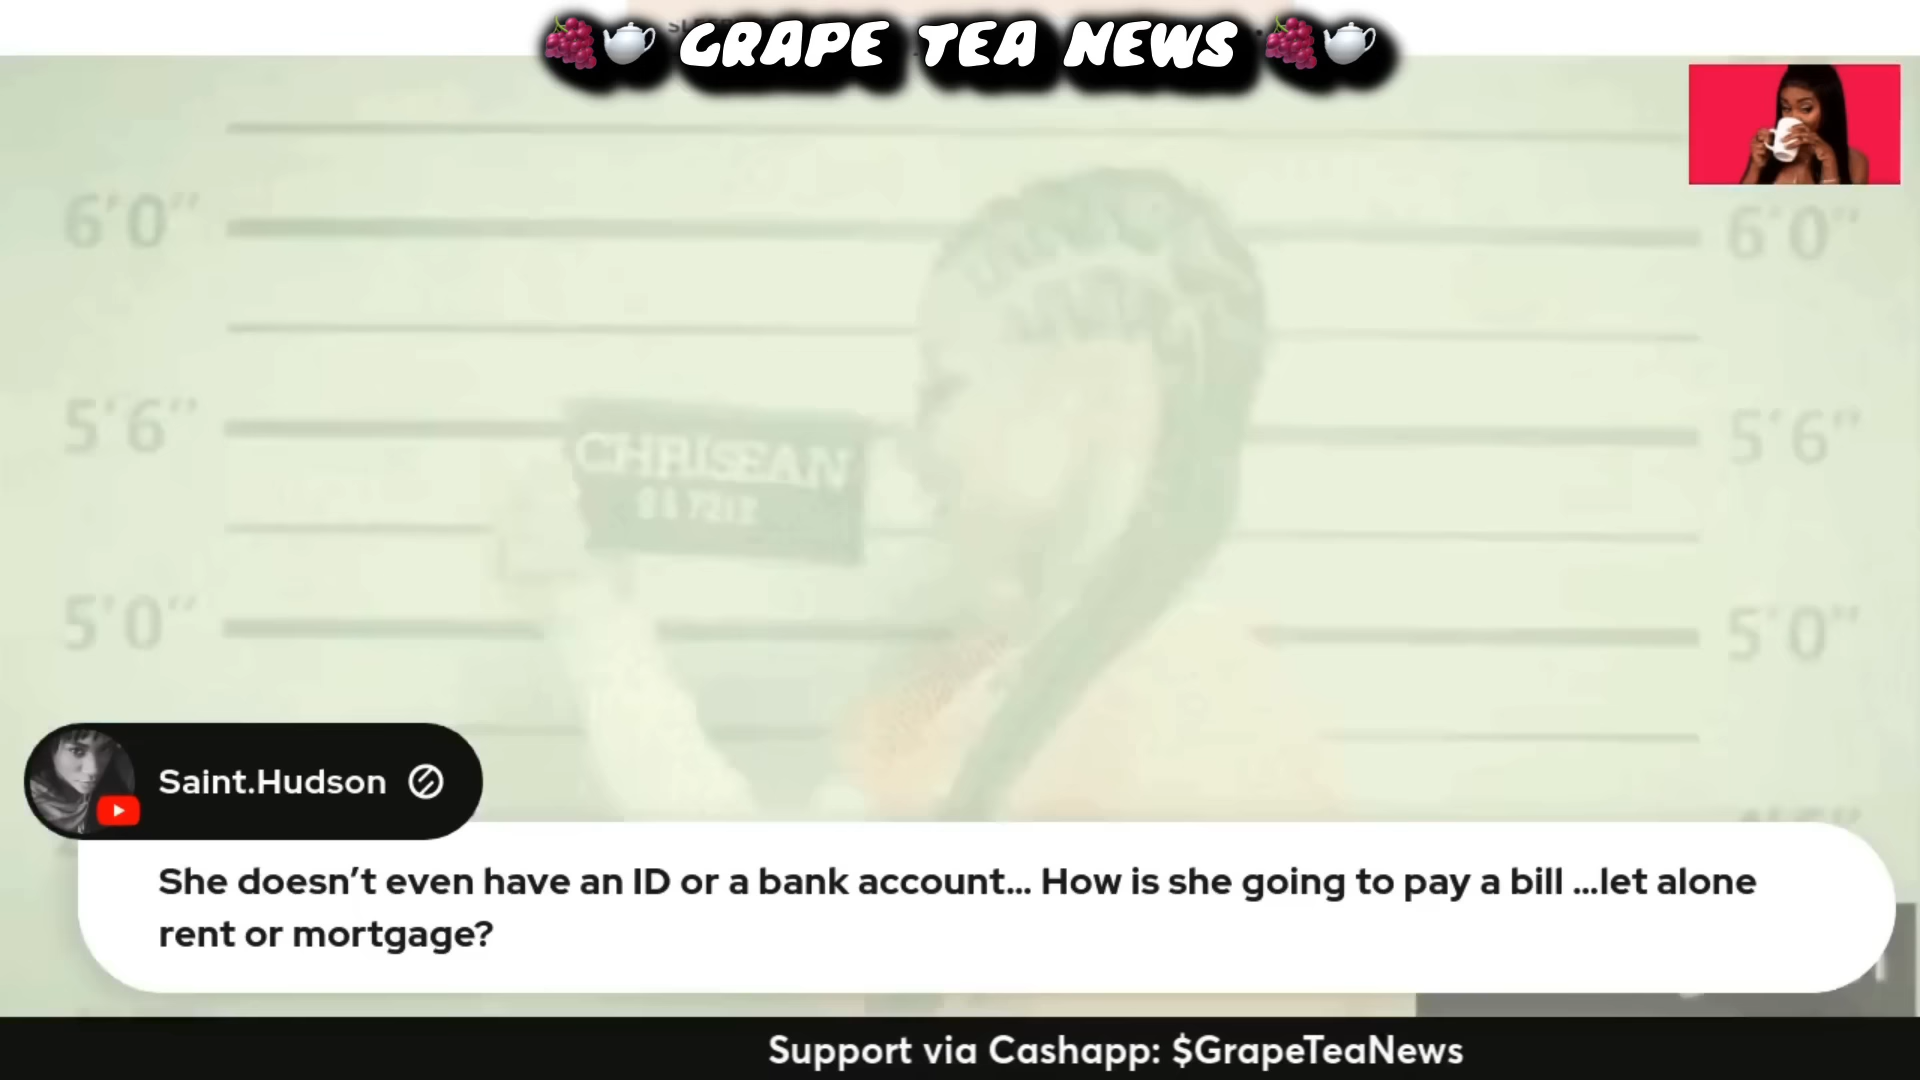 🍇🫖 GRAPE TEA NEWS 🍇🫖
6'0" 6'0"
5'6" 5'6"
CHRISEAN
5'0" 5'0"
Saint.Hudson
She doesn’t even have an ID or a bank account... How is she going to pay a bill ...let alone
rent or mortgage?
Support via Cashapp: $GrapeTeaNews